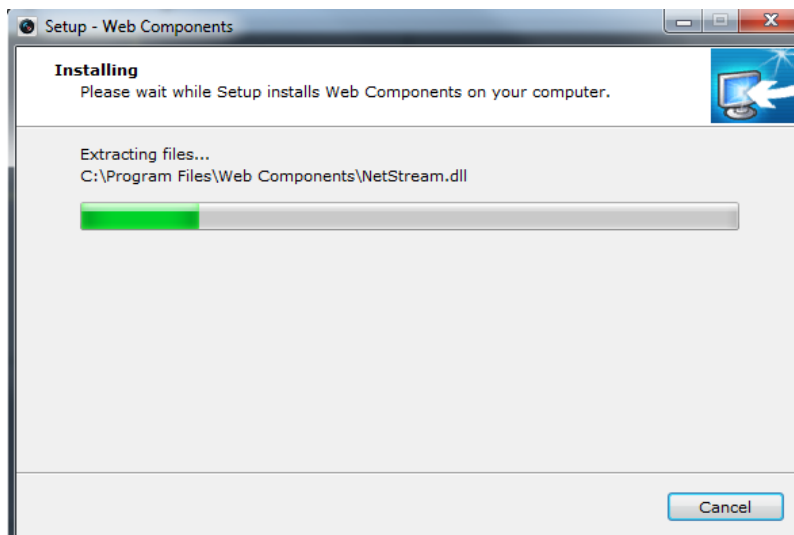 Setup - Web Components
Installing
Please wait while Setup installs Web Components on your computer.
Extracting files...
C:\Program Files\Web Components\NetStream.dll
Cancel